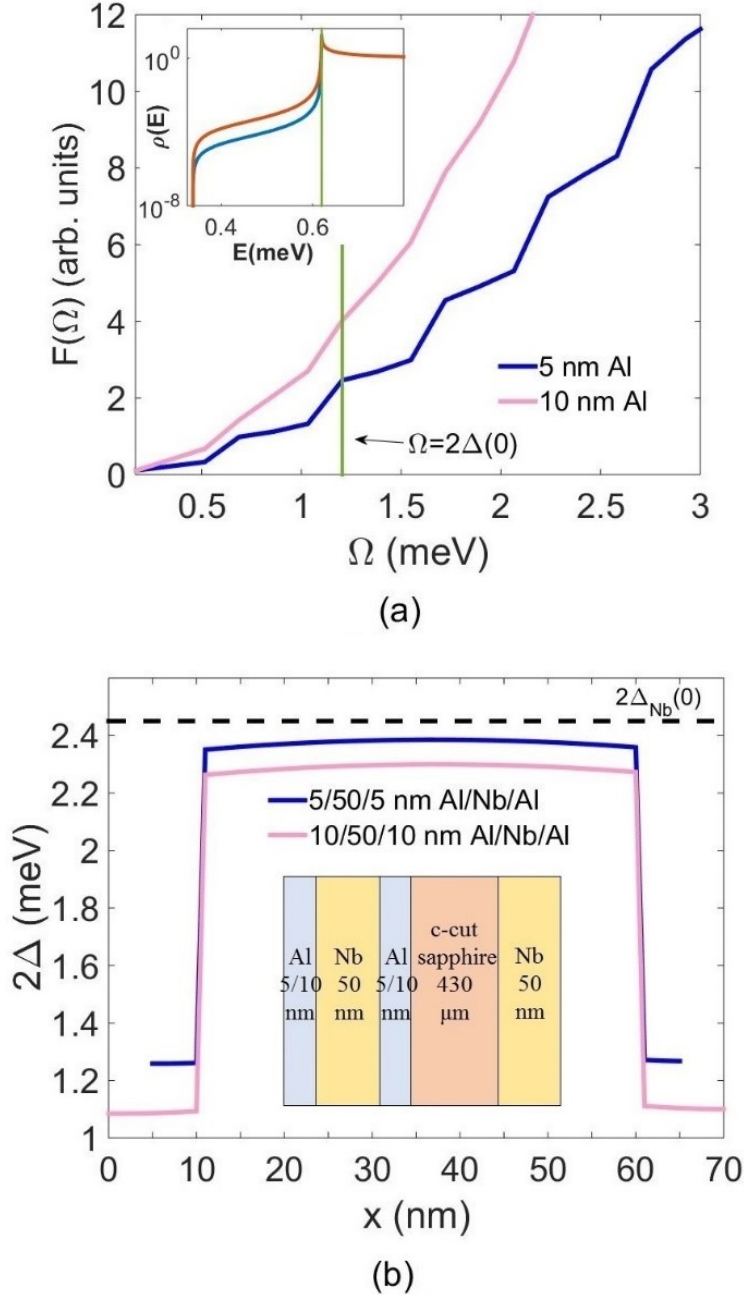 12
10
8
6
4
2
0
F(Ω) (arb. units)
10^0
10^-8
ρ(E)
0.4 0.6
E(meV)
5 nm Al
10 nm Al
Ω=2Δ(0)
0.5 1 1.5 2 2.5 3
Ω (meV)
(a)
2Δ_Nb(0)
2.4
2.2
2
1.8
1.6
1.4
1.2
1
2Δ (meV)
5/50/5 nm Al/Nb/Al
10/50/10 nm Al/Nb/Al
Al
5/10
nm
Nb
50
nm
Al
5/10
nm
c-cut
sapphire
430
μm
Nb
50
nm
0 10 20 30 40 50 60 70
x (nm)
(b)